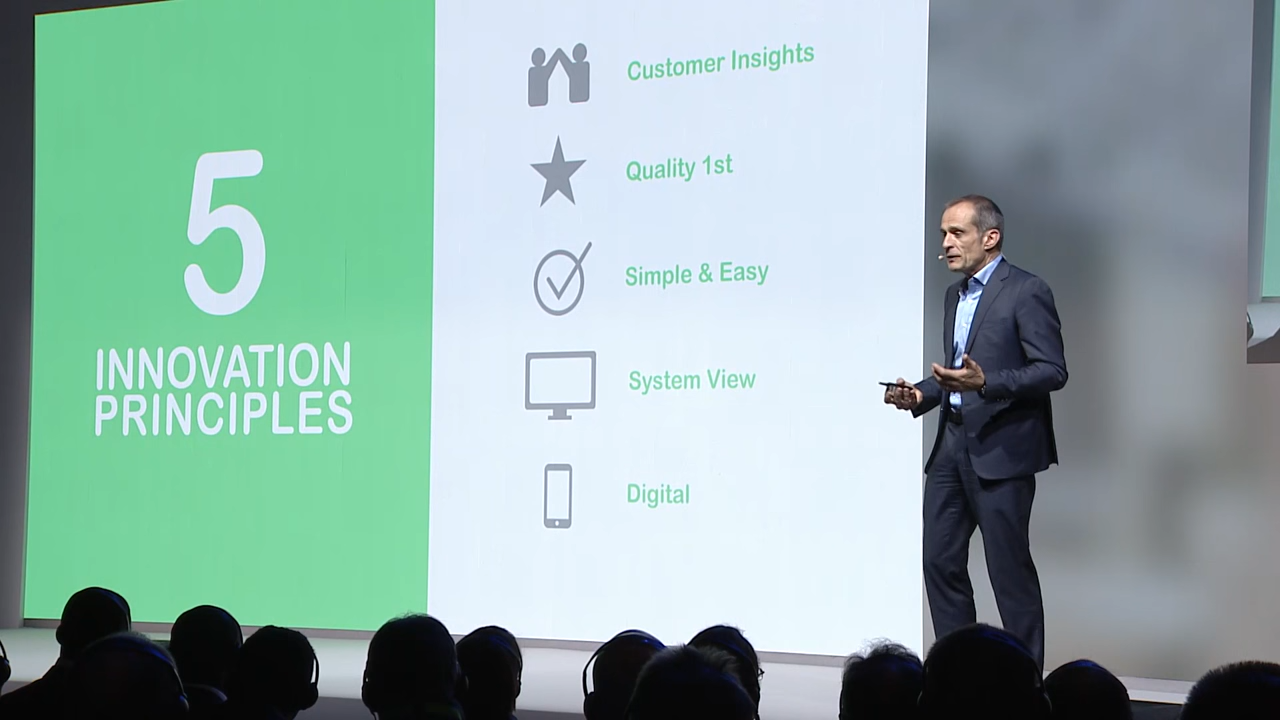 5
INNOVATION
PRINCIPLES
Customer Insights
Quality 1st
Simple & Easy
System View
Digital